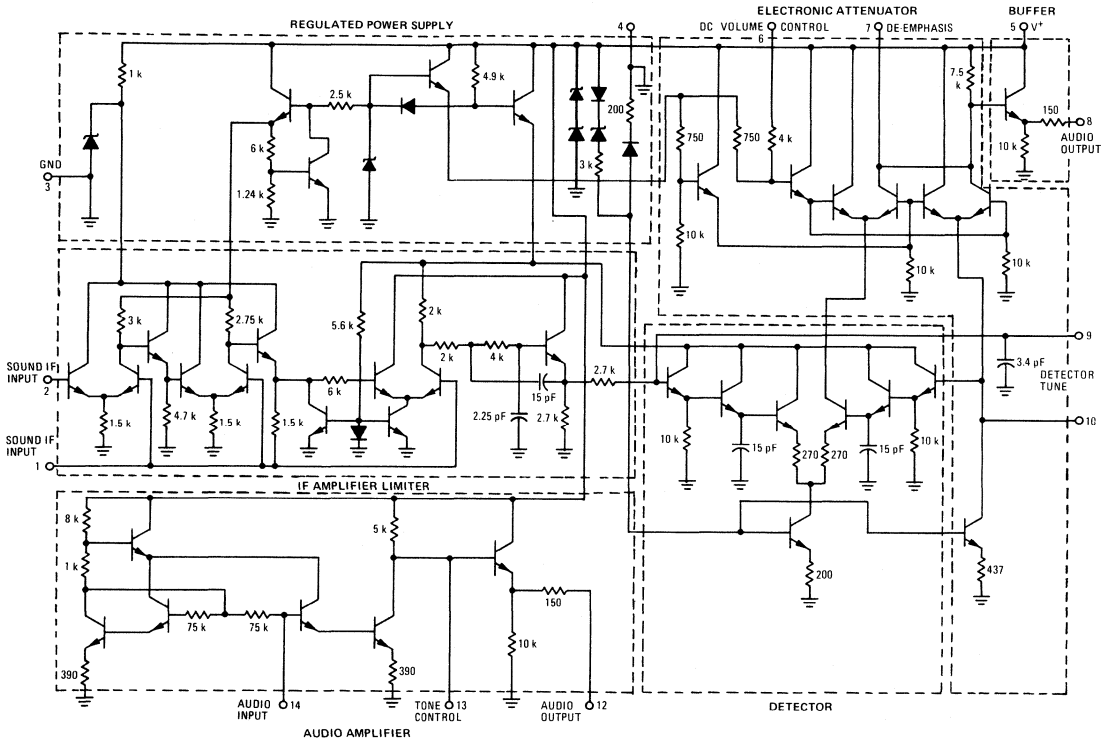 REGULATED POWER SUPPLY
4
ELECTRONIC ATTENUATOR
DC VOLUME CONTROL
6
7 DE-EMPHASIS
BUFFER
5 V+
1 k
2.5 k
4.9 k
200
3 k
6 k
1.24 k
GND
3
750
750
4 k
7.5
k
150
8
AUDIO
OUTPUT
10 k
10 k
10 k
10 k
3 k
2.75 k
5.6 k
2 k
2 k
4 k
6 k
15 pF
2.7 k
2.25 pF
2.7 k
SOUND IF
INPUT
2
1.5 k
4.7 k
1.5 k
1.5 k
SOUND IF
INPUT
1
IF AMPLIFIER LIMITER
9
3.4 pF
DETECTOR
TUNE
10
10 k
15 pF
270
270
15 pF
10 k
200
437
DETECTOR
8 k
1 k
75 k
75 k
390
5 k
390
150
10 k
AUDIO
INPUT
14
TONE
CONTROL
13
AUDIO
OUTPUT
12
AUDIO AMPLIFIER